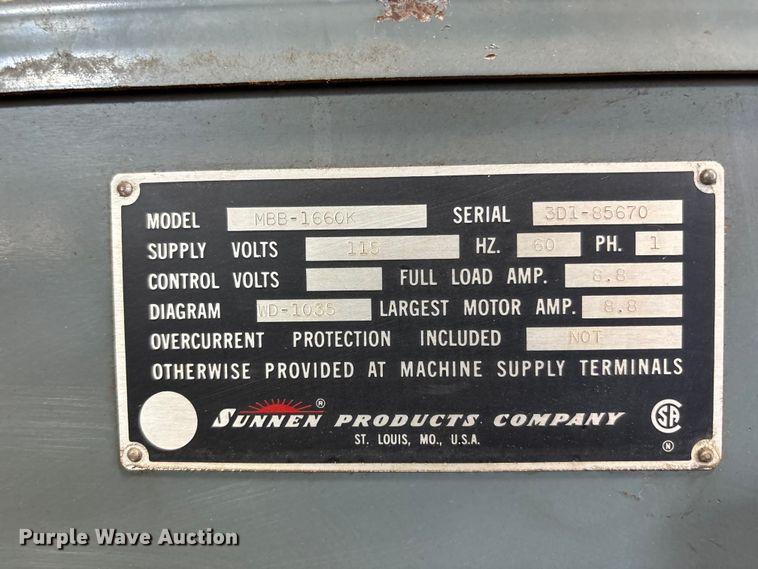 MODEL MBB-1660K SERIAL 3D1-85670
SUPPLY VOLTS 115 HZ. 60 PH. 1
CONTROL VOLTS FULL LOAD AMP. 8.8
DIAGRAM WD-1035 LARGEST MOTOR AMP. 8.8
OVERCURRENT PROTECTION INCLUDED NOT
OTHERWISE PROVIDED AT MACHINE SUPPLY TERMINALS
SUNNEN ® PRODUCTS COMPANY SA
ST. LOUIS, MO., U.S.A. N
Purple Wave Auction